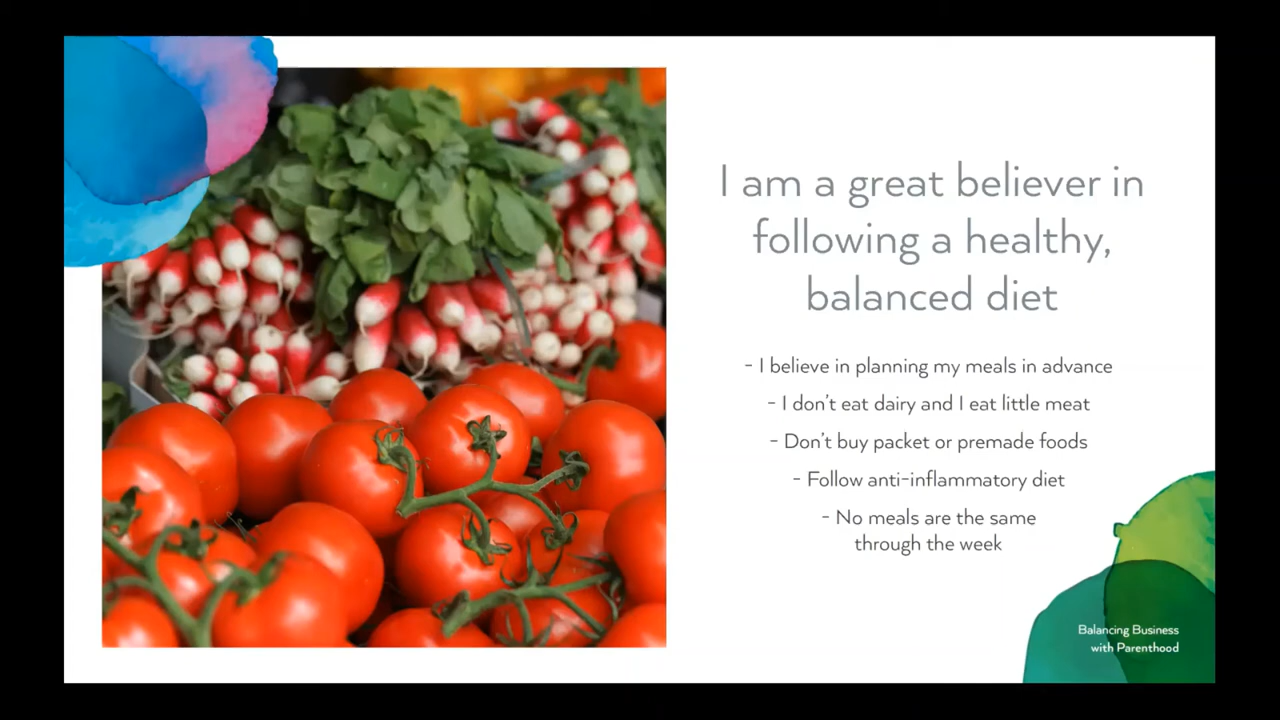 I am a great believer in
following a healthy,
balanced diet
- I believe in planning my meals in advance
- I don't eat dairy and I eat little meat
- Don't buy packet or premade foods
- Follow anti-inflammatory diet
- No meals are the same
through the week
Balancing Business
with Parenthood